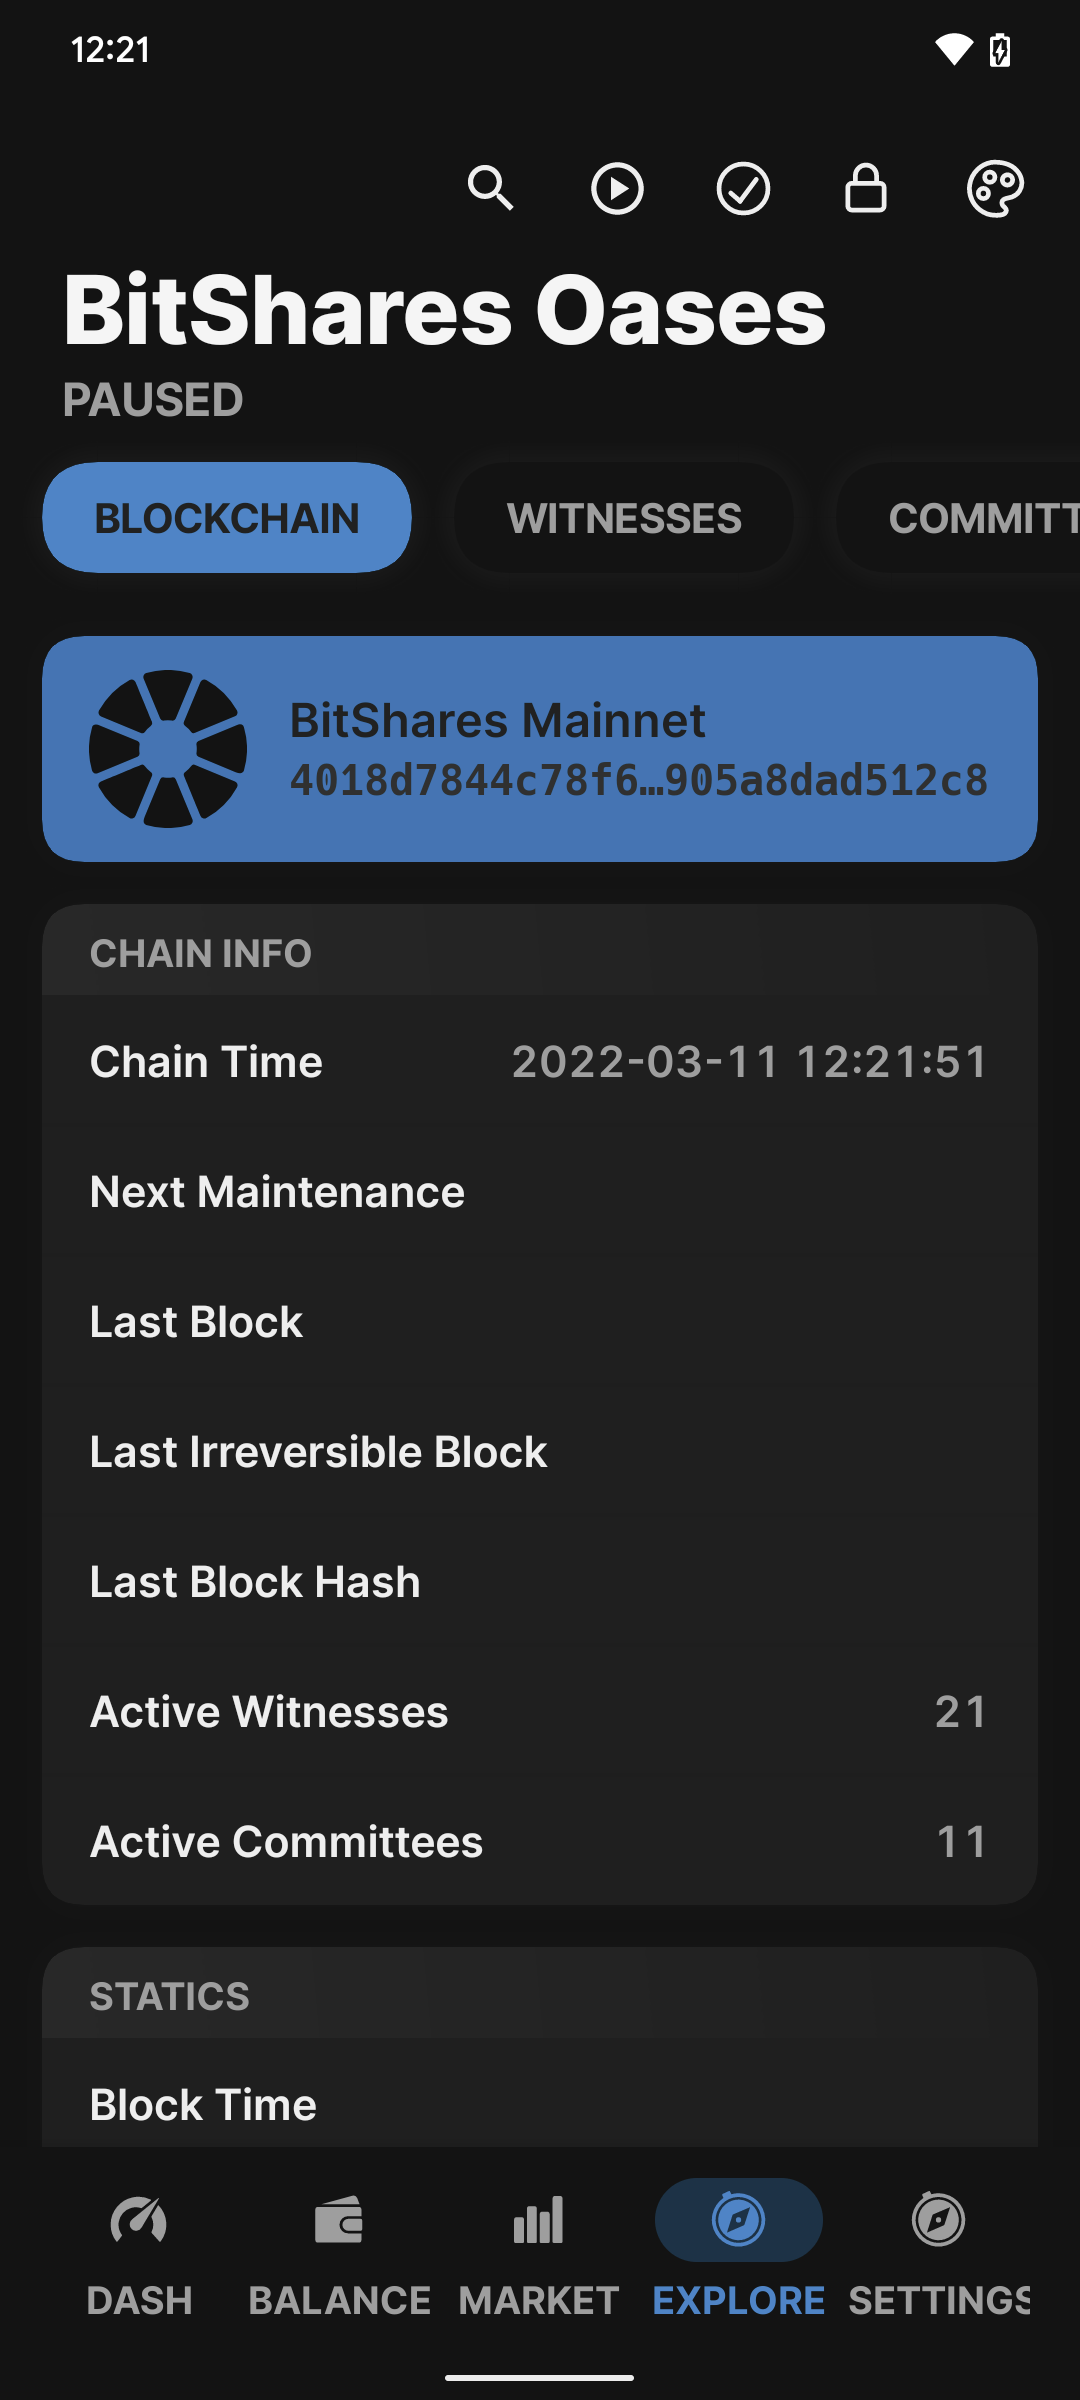 12:21
BitShares Oases
PAUSED
BLOCKCHAIN WITNESSES COMMITT
BitShares Mainnet
4018d7844c78f6…905a8dad512c8
CHAIN INFO
Chain Time 2022-03-11 12:21:51
Next Maintenance
Last Block
Last Irreversible Block
Last Block Hash
Active Witnesses 21
Active Committees 11
STATICS
Block Time
DASH BALANCE MARKET EXPLORE SETTINGS